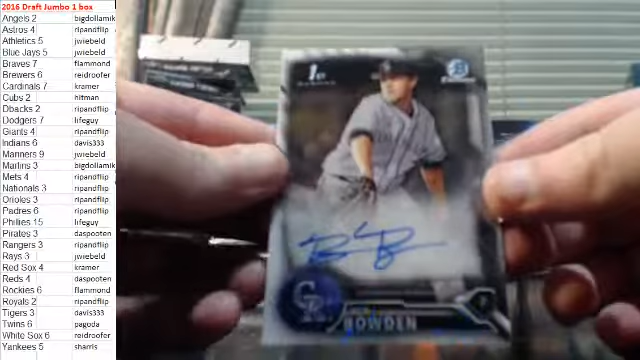 2016 Draft Jumbo 1 box
Angels 2 bigdollamik
Astros 4 ripandflip
Athletics 5 jwiebeld
Blue Jays 5 jwiebeld
Braves 7 flammond
Brewers 6 reidroofer
Cardinals 7 kramer
Cubs 2 hitman
Dbacks 2 ripandflip
Dodgers 7 lifeguy
Giants 4 ripandflip
Indians 6 davis333
Mariners 9 jwiebeld
Marlins 3 bigdollamik
Mets 4 ripandflip
Nationals 3 ripandflip
Orioles 3 ripandflip
Padres 6 ripandflip
Phillies 15 lifeguy
Pirates 3 daspooten
Rangers 3 ripandflip
Rays 3 jwiebeld
Red Sox 4 kramer
Reds 4 daspooten
Rockies 6 flammond
Royals 2 ripandflip
Tigers 3 davis333
Twins 6 pagoda
White Sox 6 reidroofer
Yankees 5 sharris
1st
CR
BOWDEN